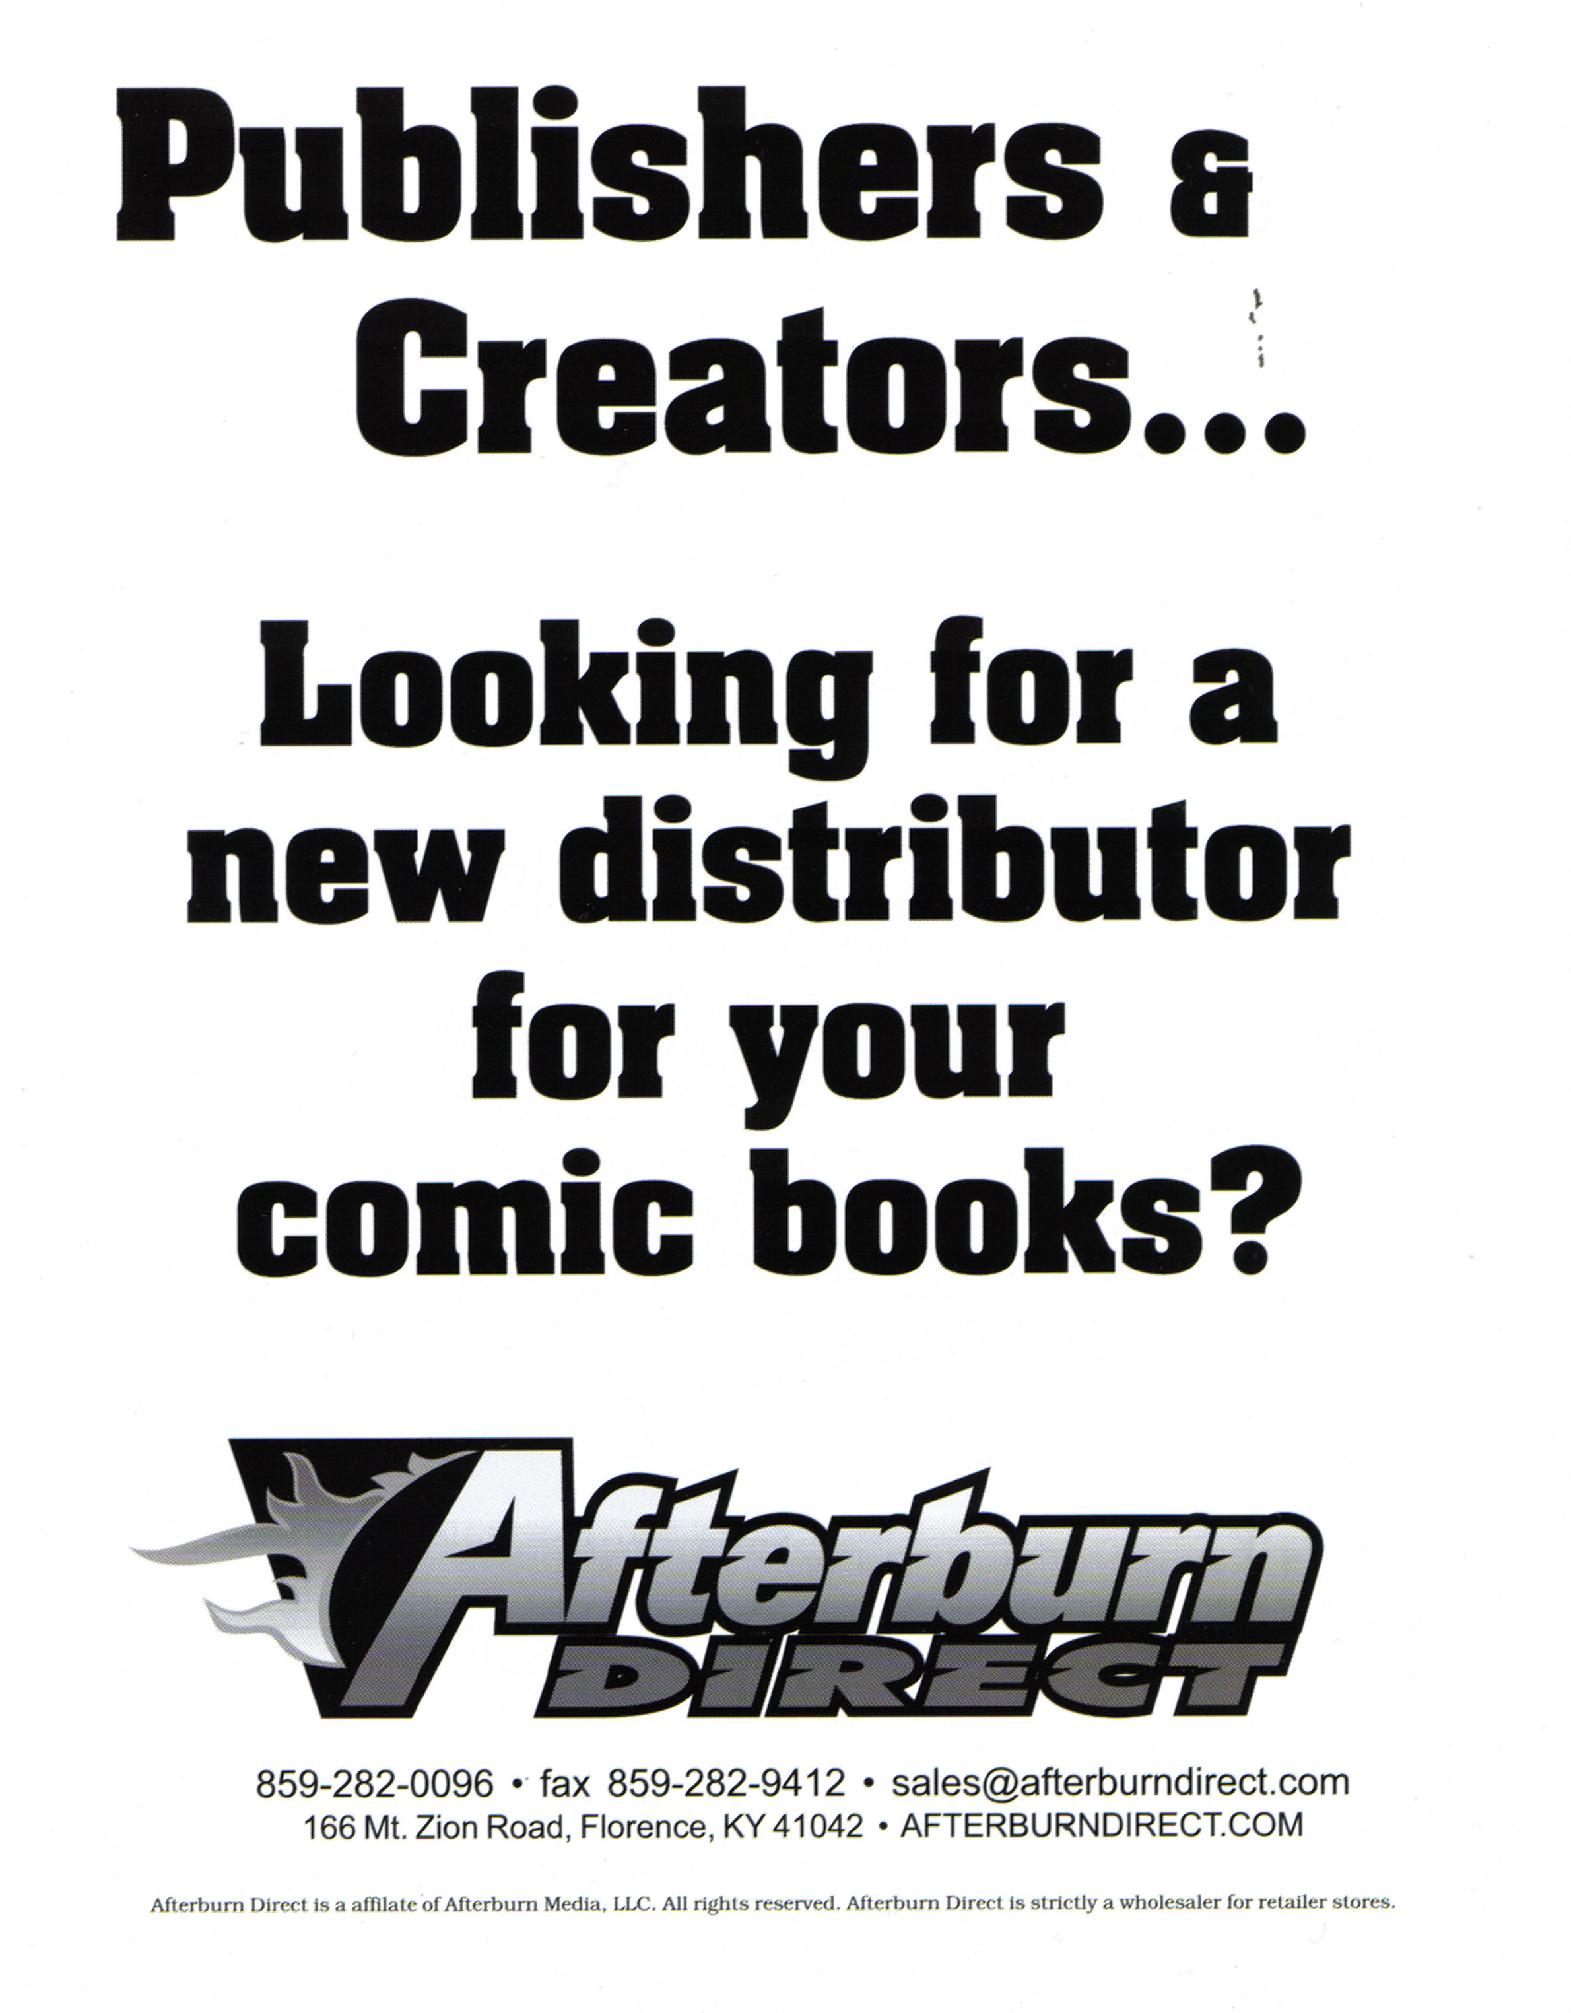 Publishers &
Creators...
Looking for a
new distributor
for your
comic books?
Afterburn
DIRECT
859-282-0096 • fax 859-282-9412 • sales@afterburndirect.com
166 Mt. Zion Road, Florence, KY 41042 • AFTERBURNDIRECT.COM
Afterburn Direct is a affilate of Afterburn Media, LLC. All rights reserved. Afterburn Direct is strictly a wholesaler for retailer stores.